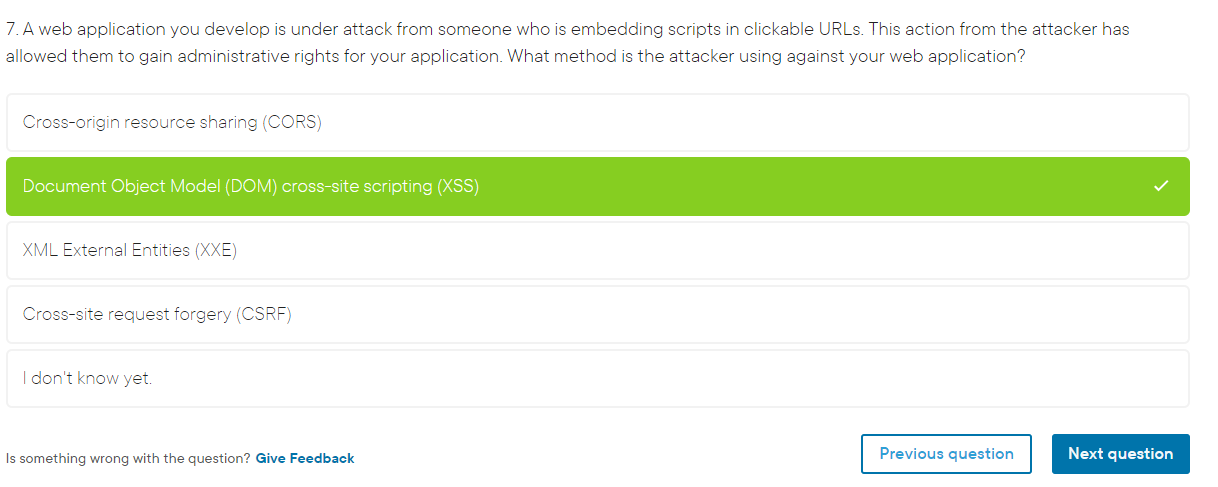 7. A web application you develop is under attack from someone who is embedding scripts in clickable URLs. This action from the attacker has
allowed them to gain administrative rights for your application. What method is the attacker using against your web application?
Cross-origin resource sharing (CORS)
Document Object Model (DOM) cross-site scripting (XSS)
XML External Entities (XXE)
Cross-site request forgery (CSRF)
I don't know yet.
Is something wrong with the question? Give Feedback
Previous question
Next question